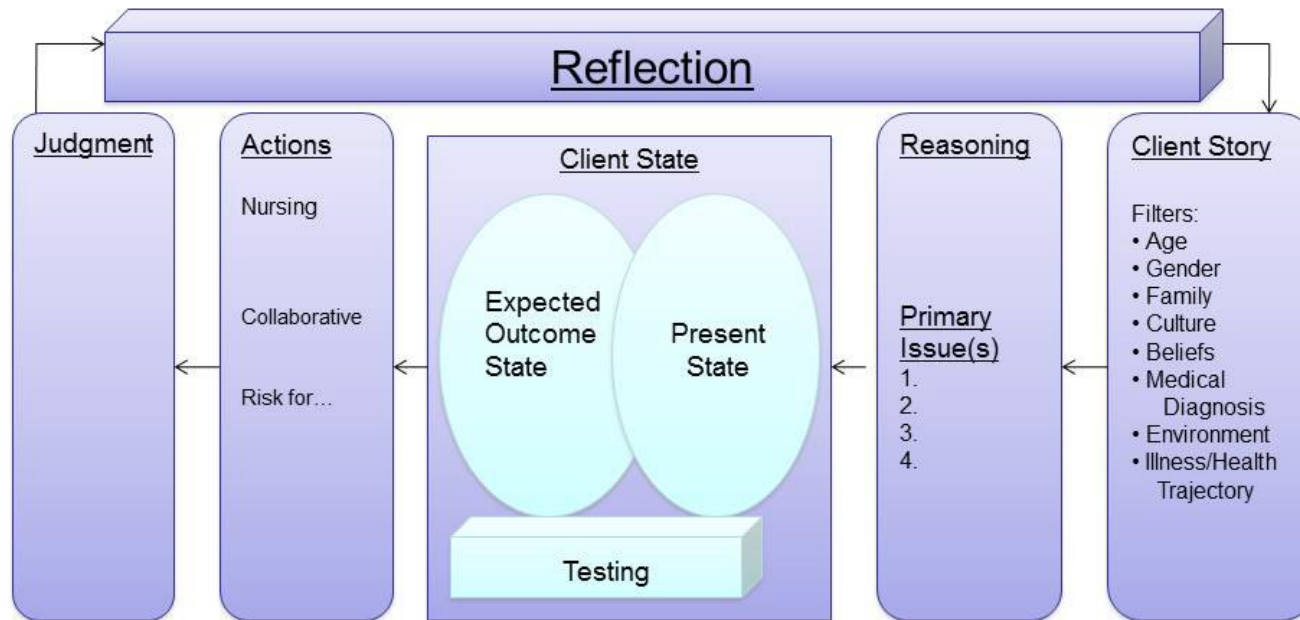 Reflection
Judgment
Actions
Nursing
Collaborative
Risk for...
Client State
Expected
Outcome
State
Present
State
Testing
Reasoning
Primary
Issue(s)
1.
2.
3.
4.
Client Story
Filters:
• Age
• Gender
• Family
• Culture
• Beliefs
• Medical
Diagnosis
• Environment
• Illness/Health
Trajectory